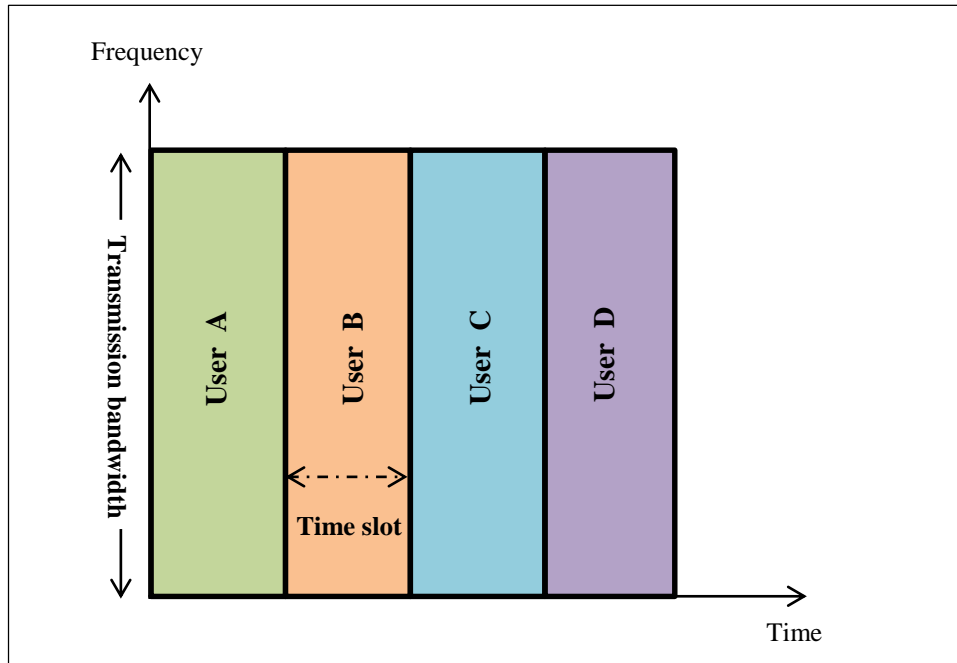 Frequency
Transmission bandwidth
User A
User B
User C
User D
Time slot
Time